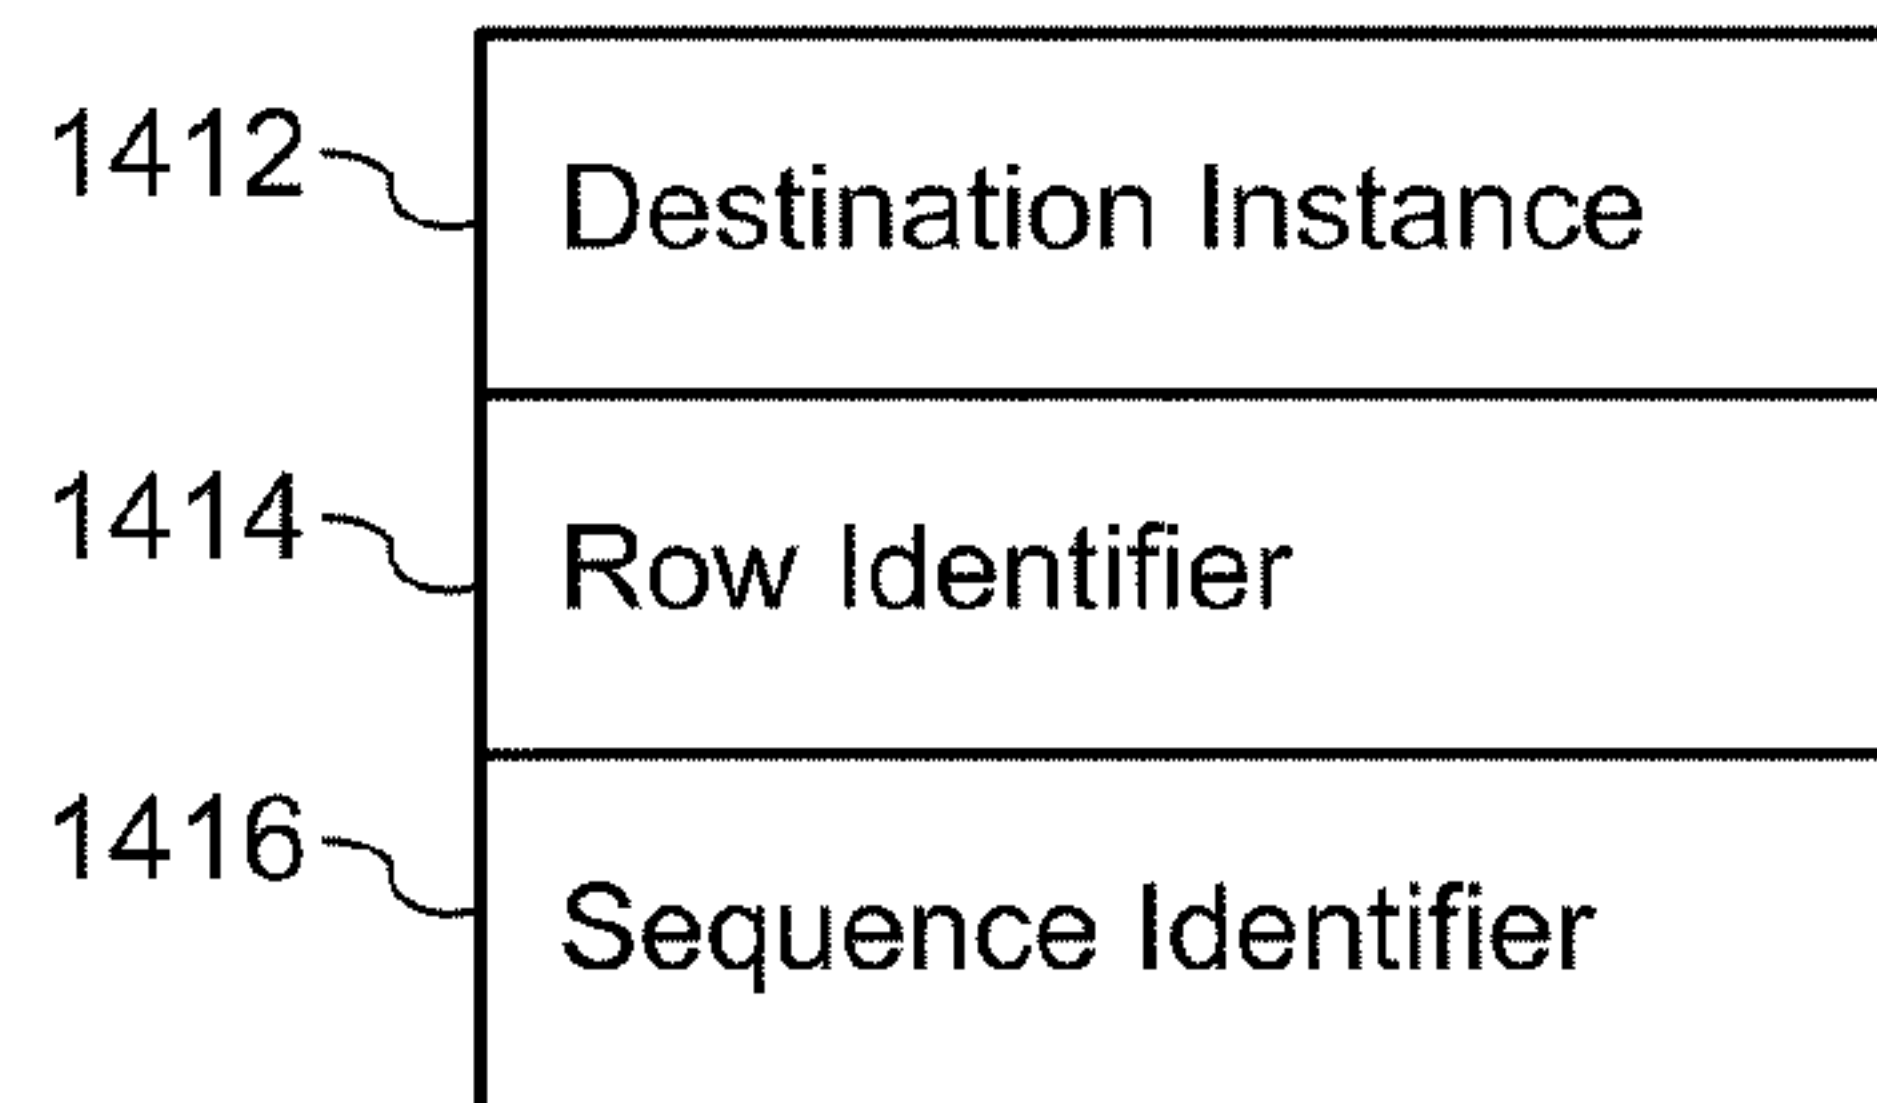 1412 Destination Instance
1414 Row Identifier
1416 Sequence Identifier